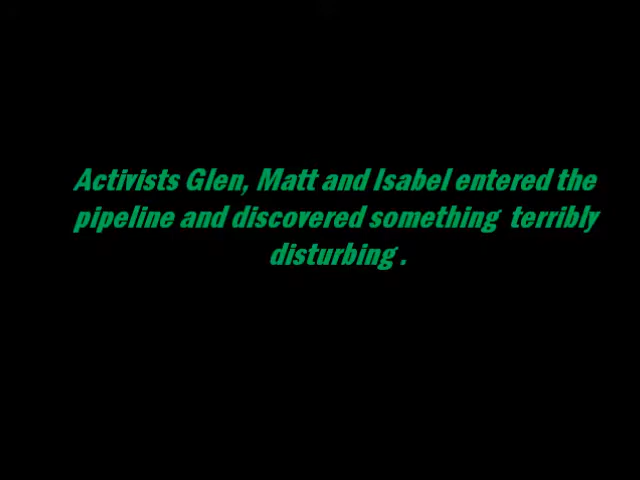 Activists Glen, Matt and Isabel entered the
pipeline and discovered something  terribly
disturbing .